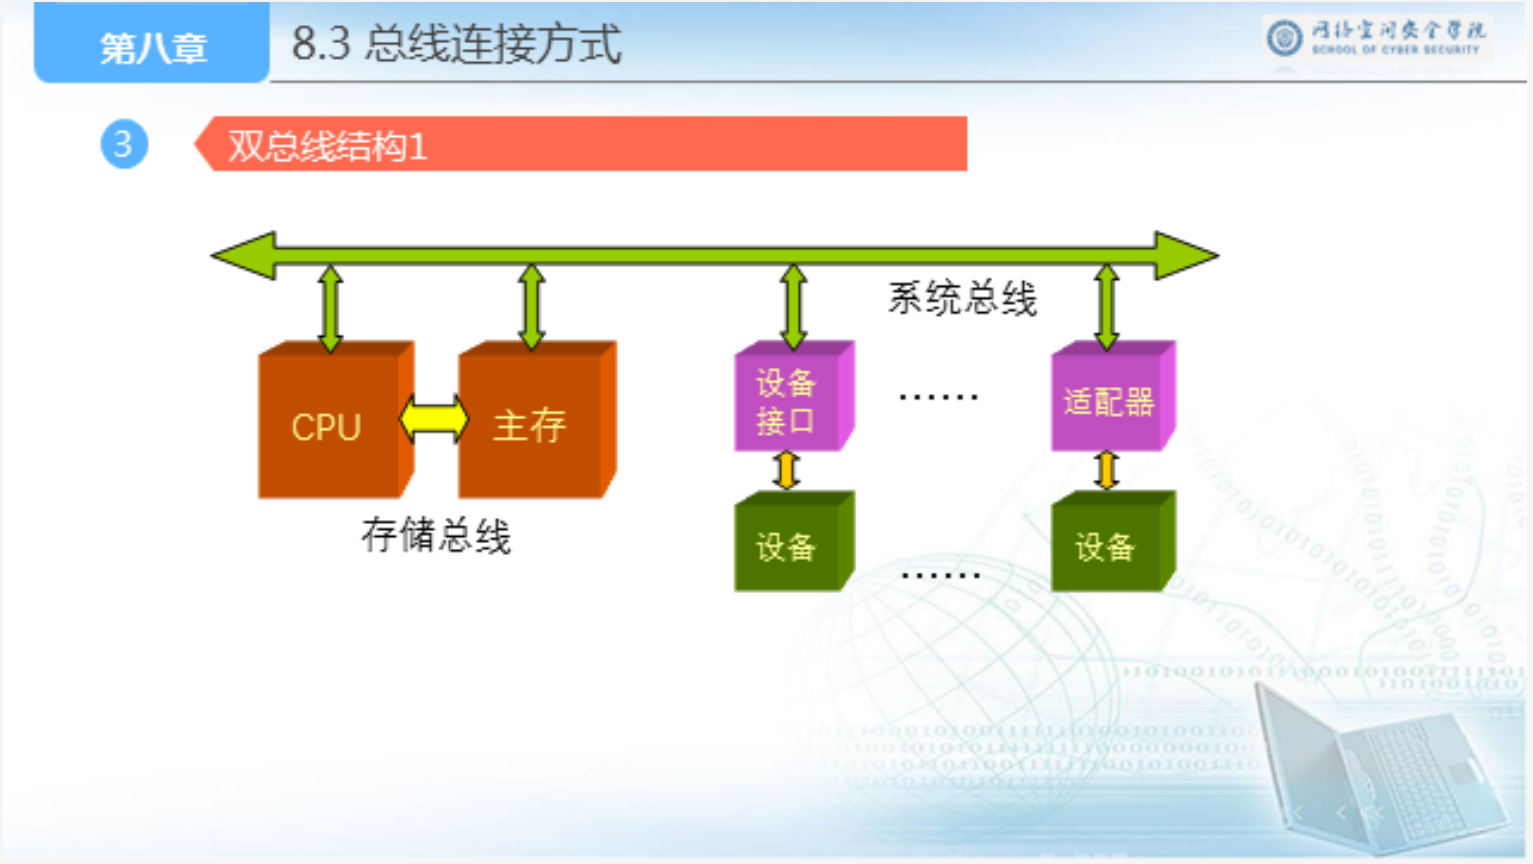 第八章
8.3 总线连接方式
网络空间安全学院
SCHOOL OF CYBER SECURITY
3
双总线结构1
系统总线
CPU
主存
设备
接口
……
适配器
存储总线
设备
……
设备